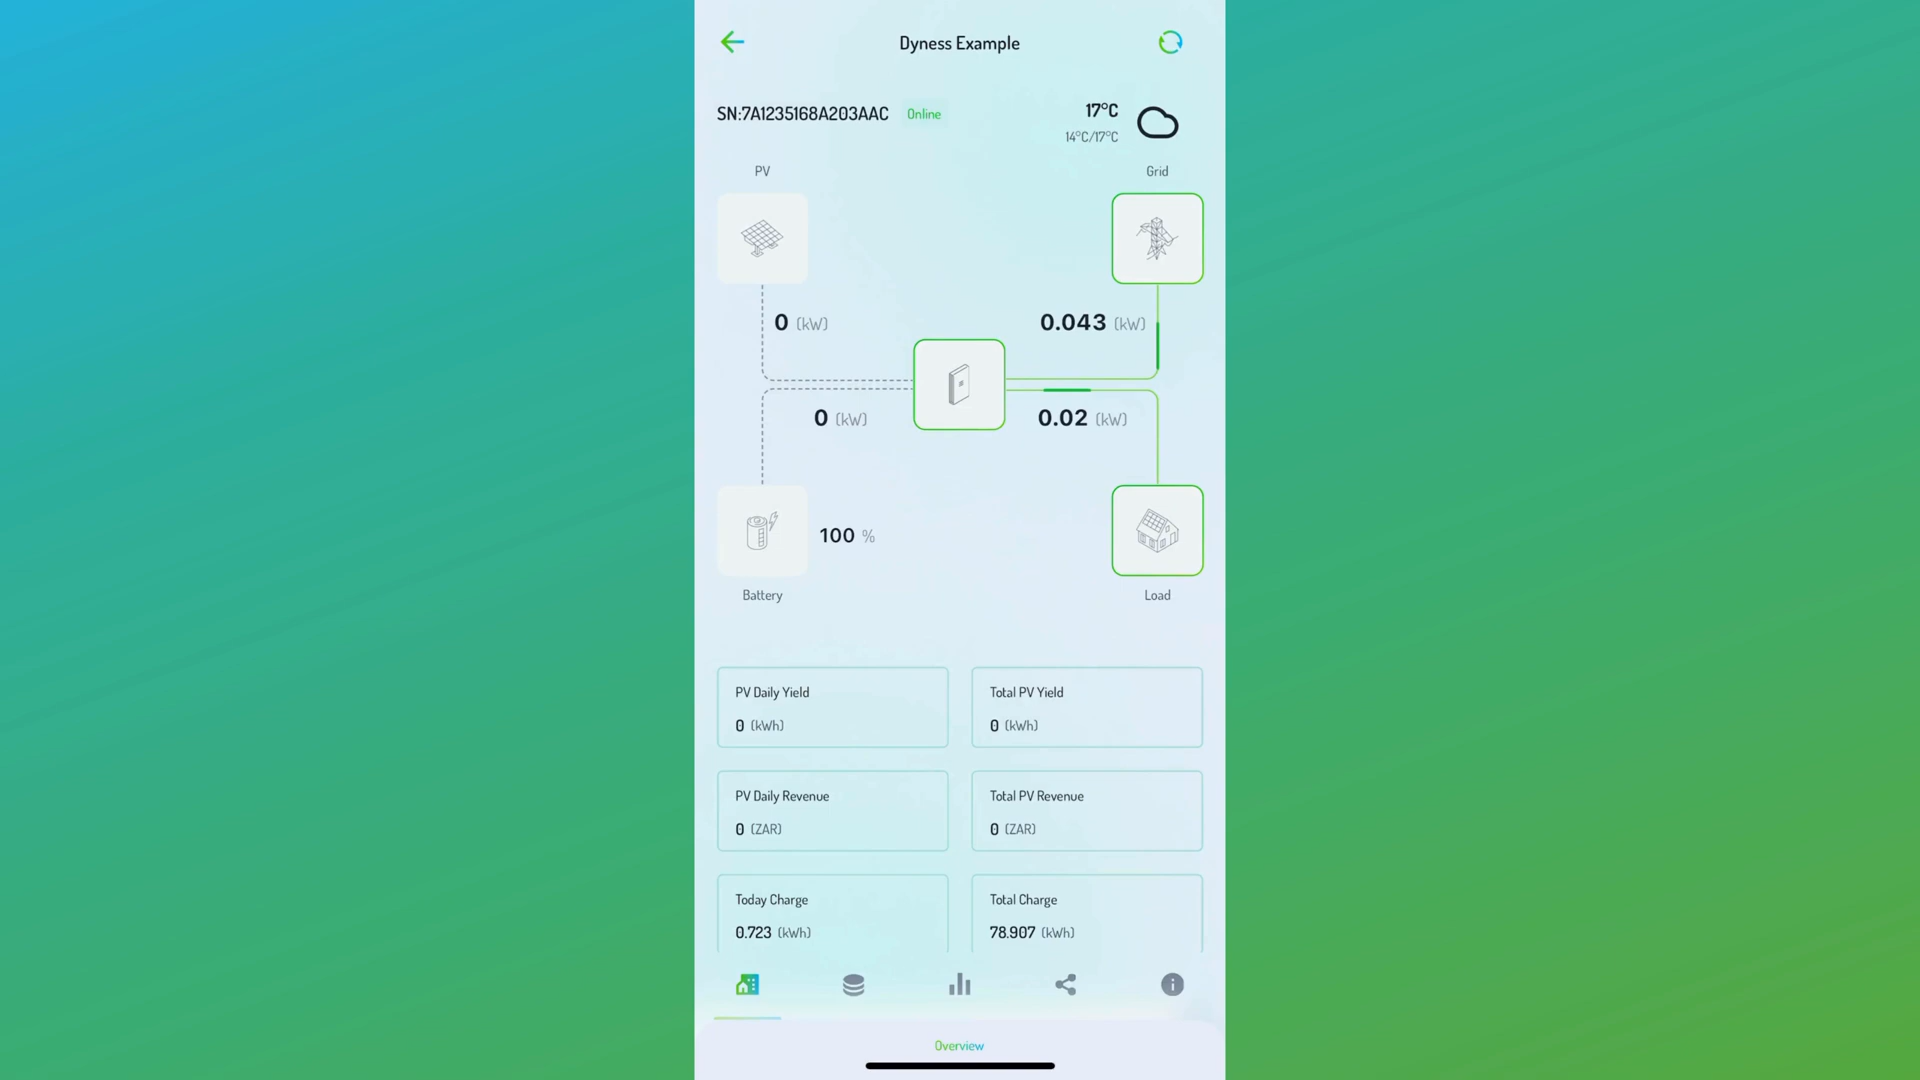 Dyness Example
SN:7A1235168A203AAC Online
17°C
14°C/17°C
PV
Grid
0 (kW)
0.043 (kW)
0 (kW)
0.02 (kW)
100 %
Battery
Load
PV Daily Yield
0 (kWh)
Total PV Yield
0 (kWh)
PV Daily Revenue
0 (ZAR)
Total PV Revenue
0 (ZAR)
Today Charge
0.723 (kWh)
Total Charge
78.907 (kWh)
Overview